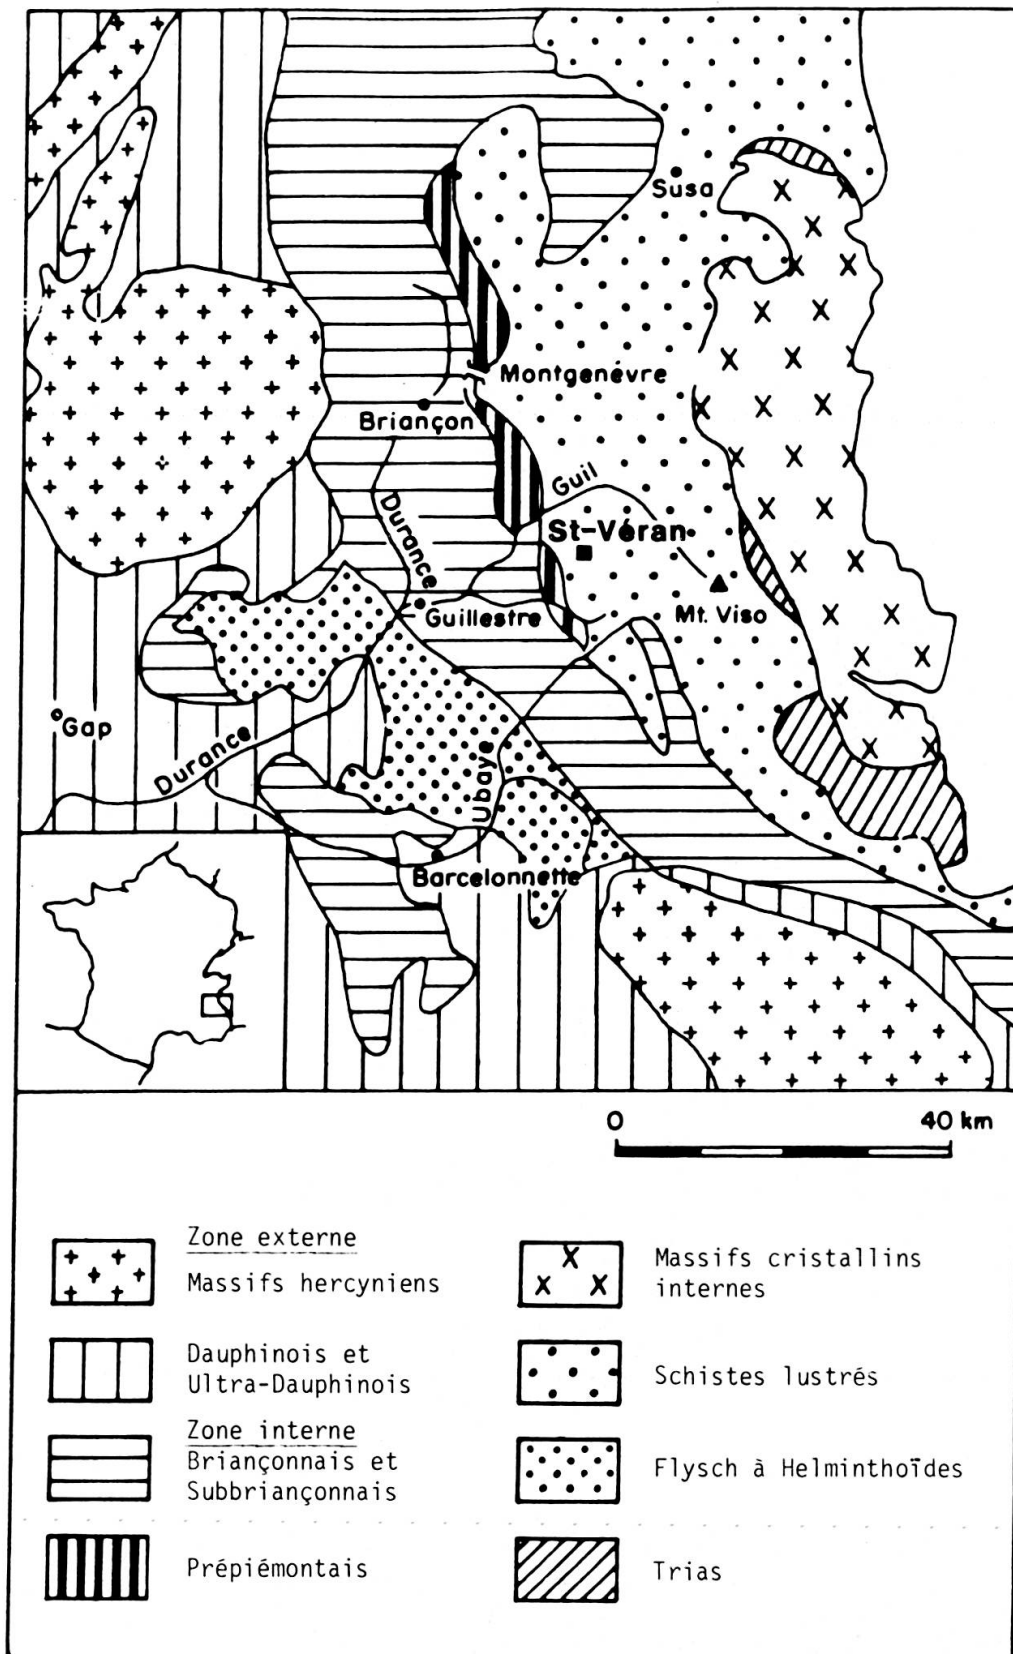 Susa
Montgenévre
Briançon
Guil
Durance
St-Véran
Guillestre
Mt. Viso
Gap
Durance
Ubaye
Barcelonnette
0 40 km
Zone externe
Massifs hercyniens
Dauphinois et
Ultra-Dauphinois
Zone interne
Briançonnais et
Subbriançonnais
Prépiémontais
Massifs cristallins
internes
Schistes lustrés
Flysch à Helminthoïdes
Trias